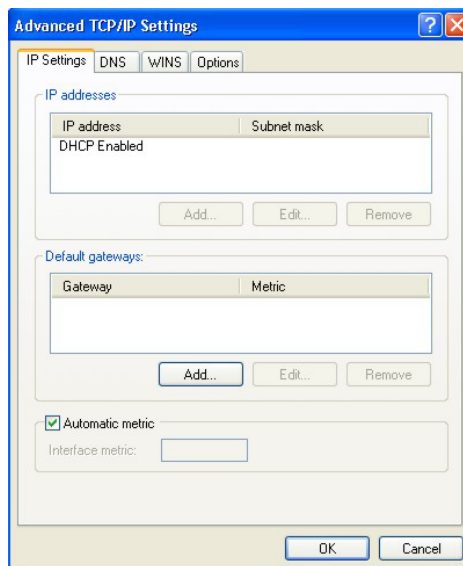 Advanced TCP/IP Settings
IP Settings DNS WINS Options
IP addresses
IP address Subnet mask
DHCP Enabled
Add... Edit... Remove
Default gateways:
Gateway Metric
Add... Edit... Remove
Automatic metric
Interface metric:
OK Cancel